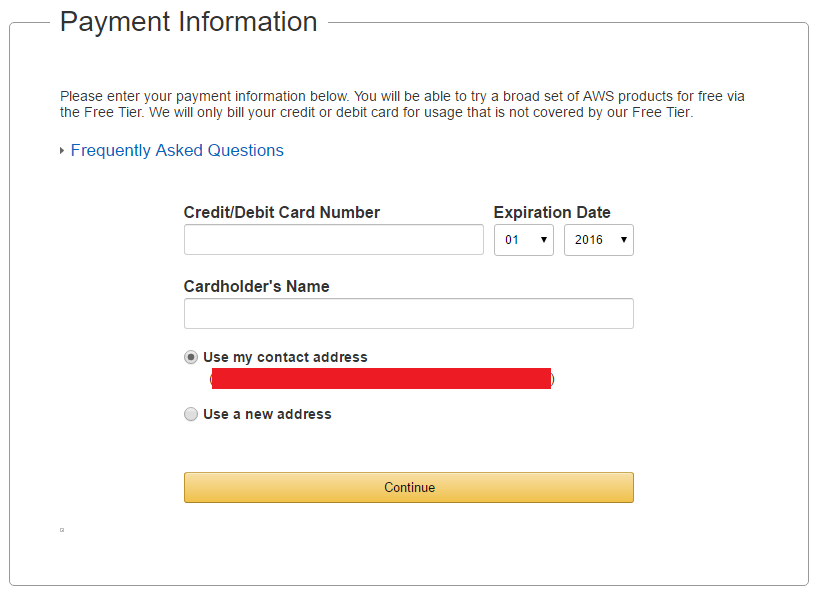 Payment Information
Please enter your payment information below. You will be able to try a broad set of AWS products for free via
the Free Tier. We will only bill your credit or debit card for usage that is not covered by our Free Tier.
Frequently Asked Questions
Credit/Debit Card Number Expiration Date
01 2016
Cardholder's Name
Use my contact address
( )
Use a new address
Continue